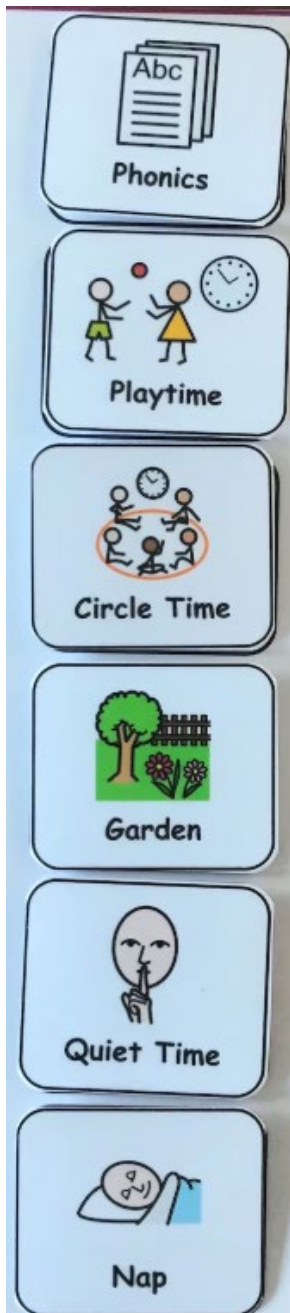 Abc
Phonics
Playtime
Circle Time
Garden
Quiet Time
Nap